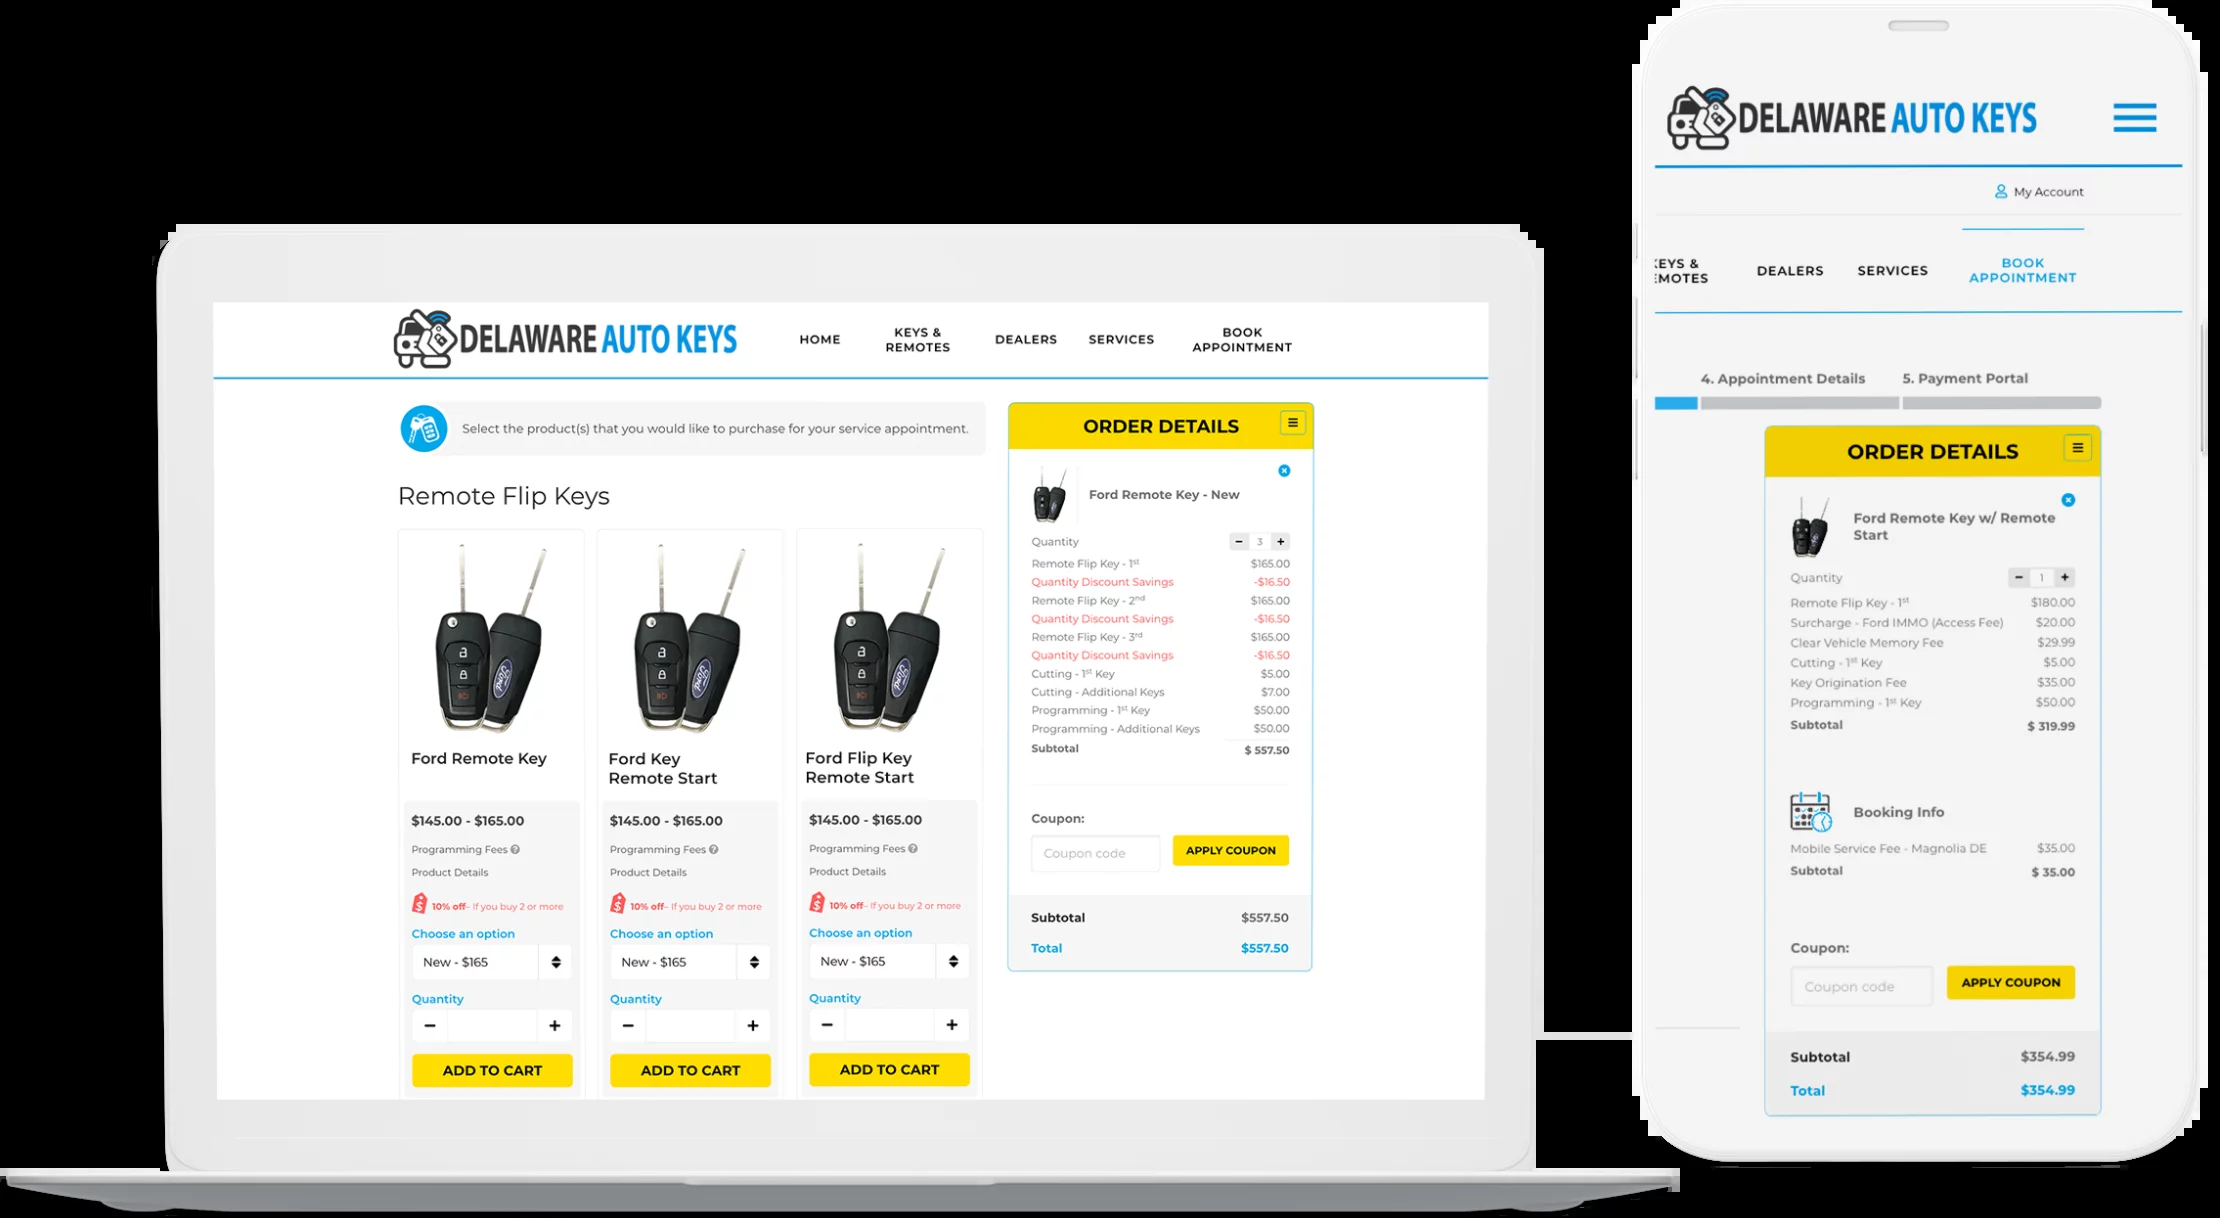 DELAWARE AUTO KEYS
HOME
KEYS &
REMOTES
DEALERS
SERVICES
BOOK
APPOINTMENT
Select the product(s) that you would like to purchase for your service appointment.
Remote Flip Keys
Ford
Ford Remote Key
$145.00 - $165.00
Programming Fees ?
Product Details
$ 10% off- If you buy 2 or more
Choose an option
New - $165
Quantity
− +
ADD TO CART
Ford
Ford Key
Remote Start
$145.00 - $165.00
Programming Fees ?
Product Details
$ 10% off- If you buy 2 or more
Choose an option
New - $165
Quantity
− +
ADD TO CART
Ford
Ford Flip Key
Remote Start
$145.00 - $165.00
Programming Fees ?
Product Details
$ 10% off- If you buy 2 or more
Choose an option
New - $165
Quantity
− +
ADD TO CART
ORDER DETAILS
Ford Remote Key - New
Quantity − 3 +
Remote Flip Key - 1st $165.00
Quantity Discount Savings -$16.50
Remote Flip Key - 2nd $165.00
Quantity Discount Savings -$16.50
Remote Flip Key - 3rd $165.00
Quantity Discount Savings -$16.50
Cutting - 1st Key $5.00
Cutting - Additional Keys $7.00
Programming - 1st Key $50.00
Programming - Additional Keys $50.00
Subtotal $ 557.50
Coupon:
Coupon code APPLY COUPON
Subtotal $557.50
Total $557.50
DELAWARE AUTO KEYS
My Account
KEYS &
EMOTES
DEALERS
SERVICES
BOOK
APPOINTMENT
4. Appointment Details 5. Payment Portal
ORDER DETAILS
Ford Remote Key w/ Remote
Start
Quantity − 1 +
Remote Flip Key - 1st $180.00
Surcharge - Ford IMMO (Access Fee) $20.00
Clear Vehicle Memory Fee $29.99
Cutting - 1st Key $5.00
Key Origination Fee $35.00
Programming - 1st Key $50.00
Subtotal $ 319.99
Booking Info
Mobile Service Fee - Magnolia DE $35.00
Subtotal $ 35.00
Coupon:
Coupon code APPLY COUPON
Subtotal $354.99
Total $354.99